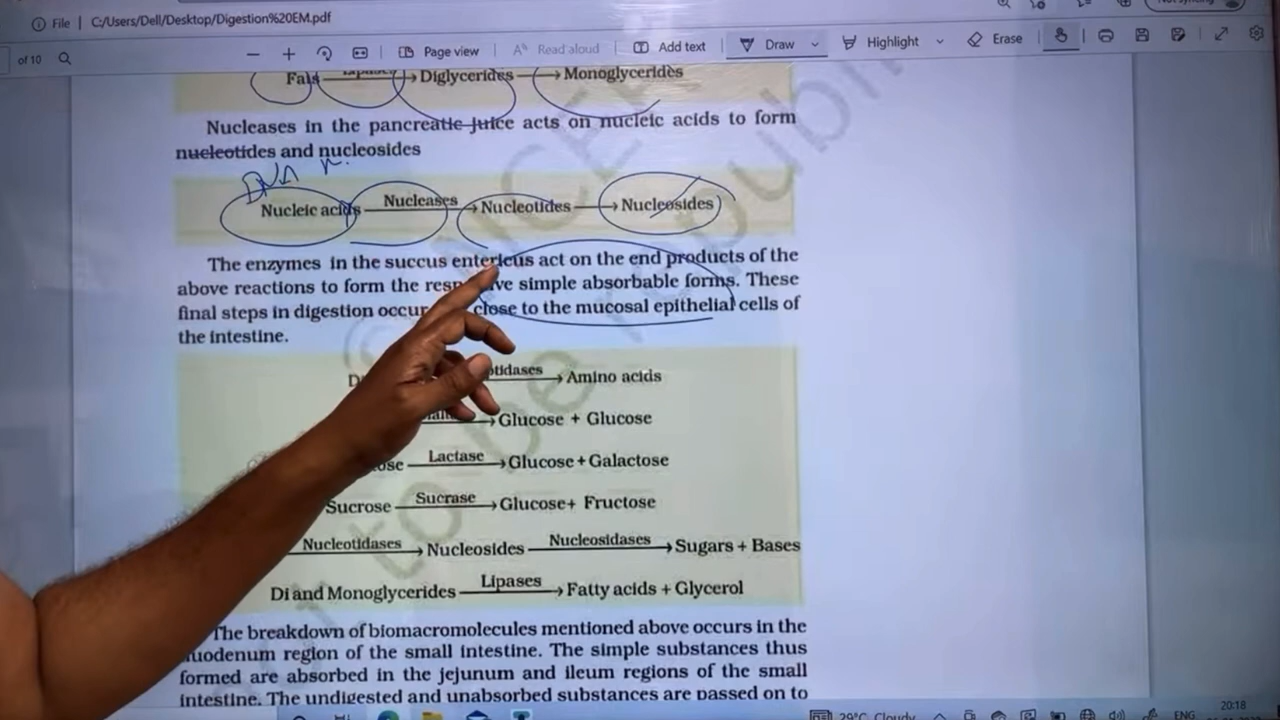 File | C:/Users/Dell/Desktop/Digestion%20EM.pdf
of 10 Page view Read aloud Add text Draw Highlight Erase
Fats Diglycerides Monoglycerides
Nucleases in the pancreatic juice acts on nucleic acids to form
nucleotides and nucleosides
DNA
Nucleic acids Nucleases Nucleotides Nucleosides
The enzymes in the succus entericus act on the end products of the
above reactions to form the simple absorbable forms. These
final steps in digestion occur close to the mucosal epithelial cells of
the intestine.
Amino acids
Glucose + Glucose
Lactase Glucose + Galactose
Sucrose Sucrase Glucose + Fructose
Nucleotidases Nucleosides Nucleosidases Sugars + Bases
Di and Monoglycerides Lipases Fatty acids + Glycerol
The breakdown of biomacromolecules mentioned above occurs in the
duodenum region of the small intestine. The simple substances thus
formed are absorbed in the jejunum and ileum regions of the small
intestine. The undigested and unabsorbed substances are passed on to
29°C Cloudy ENG 20:18